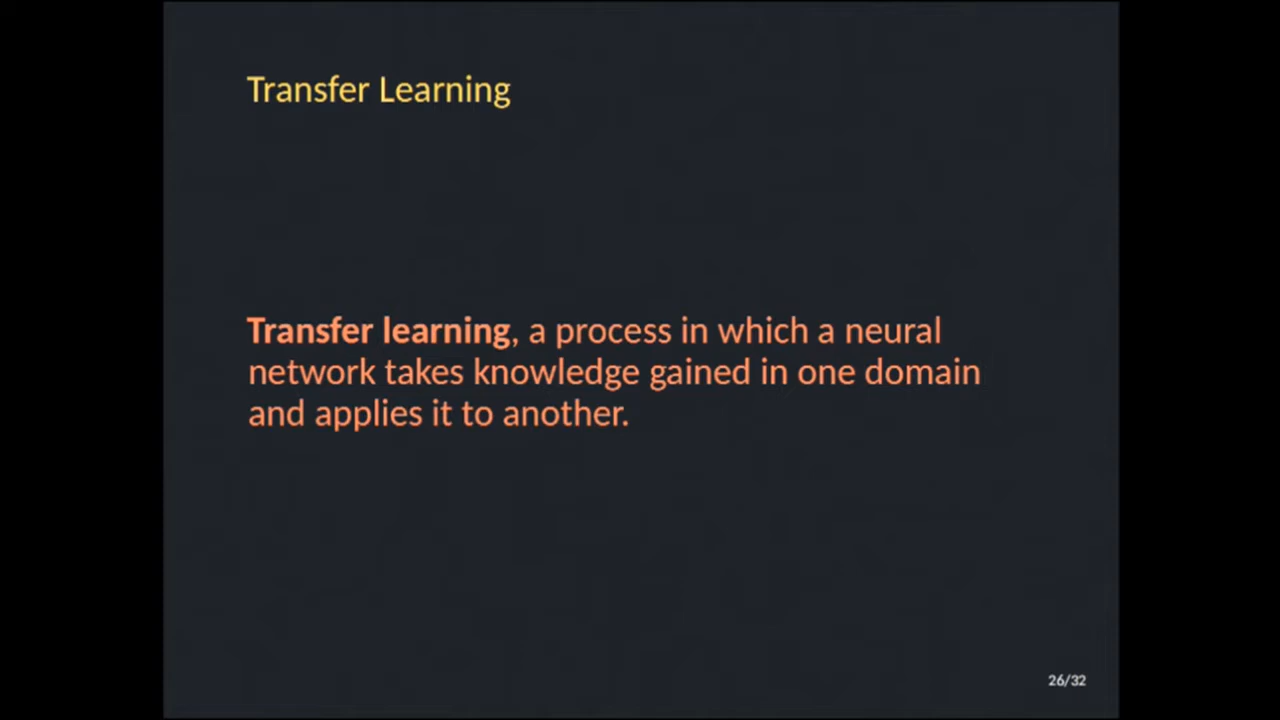 Transfer Learning
Transfer learning, a process in which a neural
network takes knowledge gained in one domain
and applies it to another.
26/32